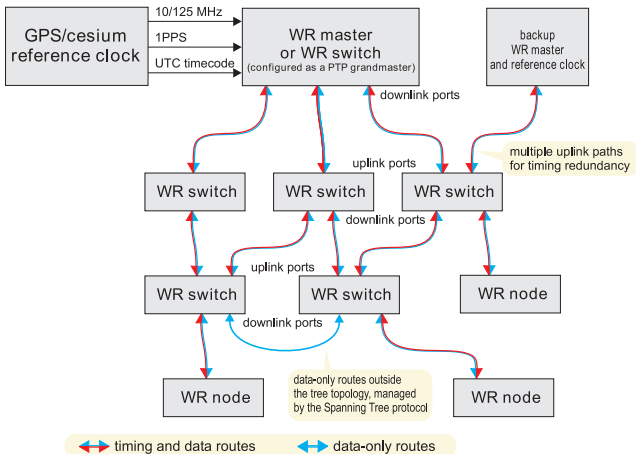 10/125 MHz
GPS/cesium
reference clock
1PPS
UTC timecode
WR master
or WR switch
(configured as a PTP grandmaster)
backup
WR master
and reference clock
downlink ports
multiple uplink paths
for timing redundancy
uplink ports
WR switch
WR switch
WR switch
downlink ports
uplink ports
WR switch
WR switch
WR node
downlink ports
data-only routes outside
the tree topology, managed
by the Spanning Tree protocol
WR node
WR node
timing and data routes
data-only routes